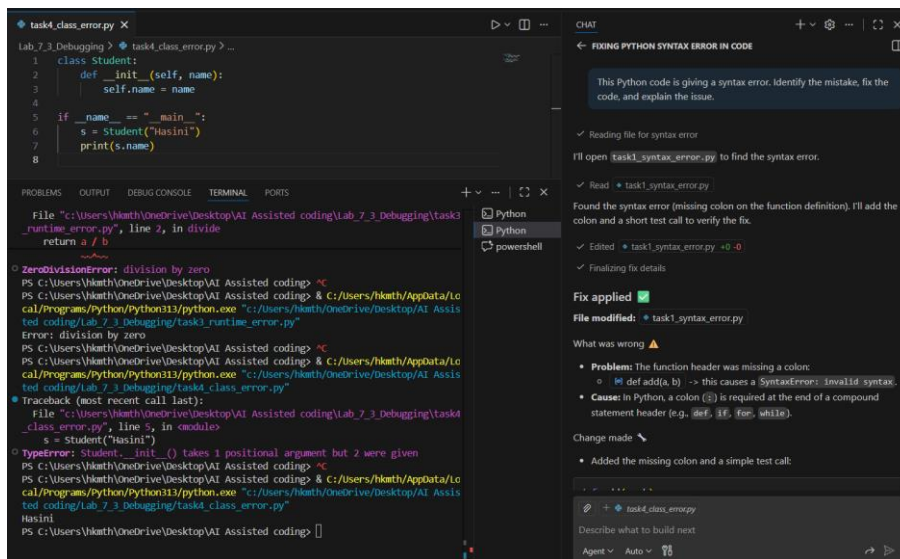 task4_class_error.py
Lab_7_3_Debugging > task4_class_error.py > ...
1 class Student:
2 def __init__(self, name):
3 self.name = name
4
5 if __name__ == "__main__":
6 s = Student("Hasini")
7 print(s.name)
8
PROBLEMS OUTPUT DEBUG CONSOLE TERMINAL PORTS
File "c:\Users\hkmth\OneDrive\Desktop\AI Assisted coding\Lab_7_3_Debugging\task3
_runtime_error.py", line 2, in divide
return a / b
~~^~~
ZeroDivisionError: division by zero
PS C:\Users\hkmth\OneDrive\Desktop\AI Assisted coding> ^C
PS C:\Users\hkmth\OneDrive\Desktop\AI Assisted coding> & C:/Users/hkmth/AppData/Lo
cal/Programs/Python/Python313/python.exe "c:/Users/hkmth/OneDrive/Desktop/AI Assis
ted coding/Lab_7_3_Debugging/task3_runtime_error.py"
Error: division by zero
PS C:\Users\hkmth\OneDrive\Desktop\AI Assisted coding> ^C
PS C:\Users\hkmth\OneDrive\Desktop\AI Assisted coding> & C:/Users/hkmth/AppData/Lo
cal/Programs/Python/Python313/python.exe "c:/Users/hkmth/OneDrive/Desktop/AI Assis
ted coding/Lab_7_3_Debugging/task4_class_error.py"
Traceback (most recent call last):
File "c:\Users\hkmth\OneDrive\Desktop\AI Assisted coding\Lab_7_3_Debugging\task4
_class_error.py", line 5, in <module>
s = Student("Hasini")
TypeError: Student.__init__() takes 1 positional argument but 2 were given
PS C:\Users\hkmth\OneDrive\Desktop\AI Assisted coding> ^C
PS C:\Users\hkmth\OneDrive\Desktop\AI Assisted coding> & C:/Users/hkmth/AppData/Lo
cal/Programs/Python/Python313/python.exe "c:/Users/hkmth/OneDrive/Desktop/AI Assis
ted coding/Lab_7_3_Debugging/task4_class_error.py"
Hasini
PS C:\Users\hkmth\OneDrive\Desktop\AI Assisted coding>
Python
Python
powershell
CHAT
FIXING PYTHON SYNTAX ERROR IN CODE
This Python code is giving a syntax error. Identify the mistake, fix the
code, and explain the issue.
Reading file for syntax error
I'll open task1_syntax_error.py to find the syntax error.
Read task1_syntax_error.py
Found the syntax error (missing colon on the function definition). I'll add the
colon and a short test call to verify the fix.
Edited task1_syntax_error.py +0 -0
Finalizing fix details
Fix applied ✅
File modified: task1_syntax_error.py
What was wrong ⚠️
• Problem: The function header was missing a colon:
def add(a, b) -> this causes a SyntaxError: invalid syntax.
• Cause: In Python, a colon (:) is required at the end of a compound
statement header (e.g., def, if, for, while).
Change made 🔧
• Added the missing colon and a simple test call:
task4_class_error.py
Describe what to build next
Agent Auto